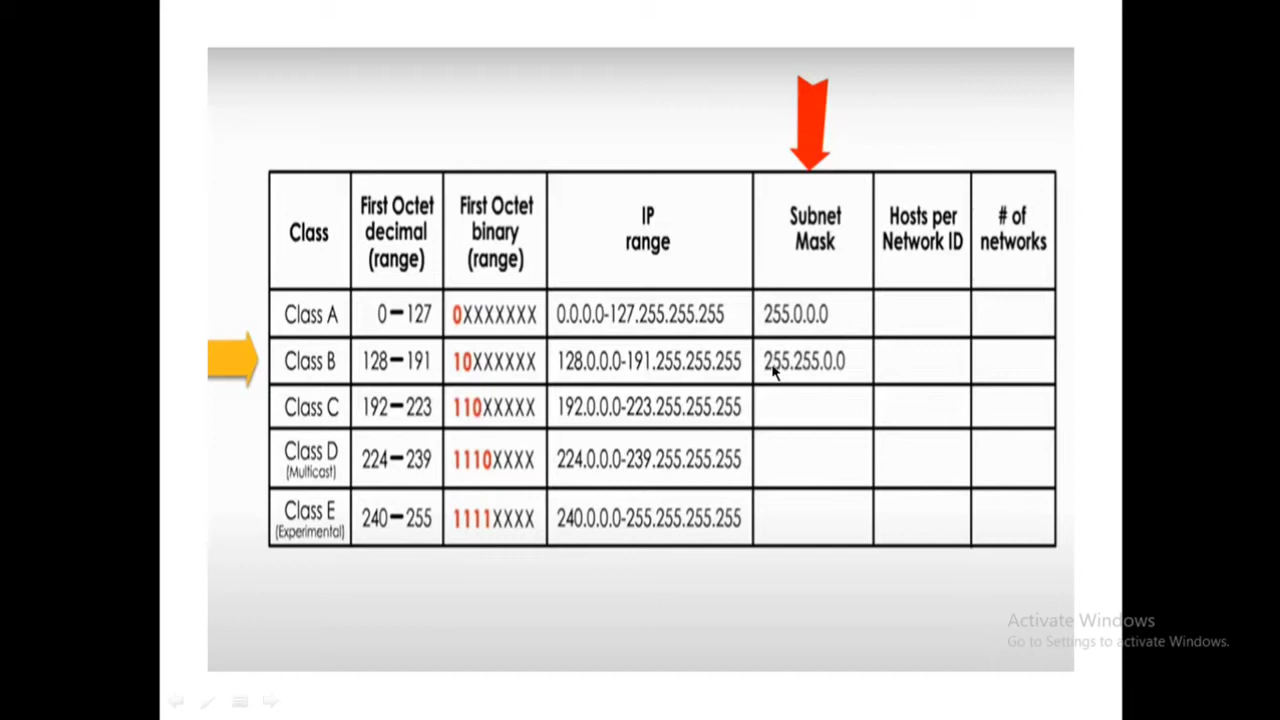 Class
First Octet
decimal
(range)
First Octet
binary
(range)
IP
range
Subnet
Mask
Hosts per
Network ID
# of
networks
Class A
0–127
0XXXXXXX
0.0.0.0-127.255.255.255
255.0.0.0
Class B
128–191
10XXXXXX
128.0.0.0-191.255.255.255
255.255.0.0
Class C
192–223
110XXXXX
192.0.0.0-223.255.255.255
Class D
(Multicast)
224–239
1110XXXX
224.0.0.0-239.255.255.255
Class E
(Experimental)
240–255
1111XXXX
240.0.0.0-255.255.255.255
Activate Windows
Go to Settings to activate Windows.